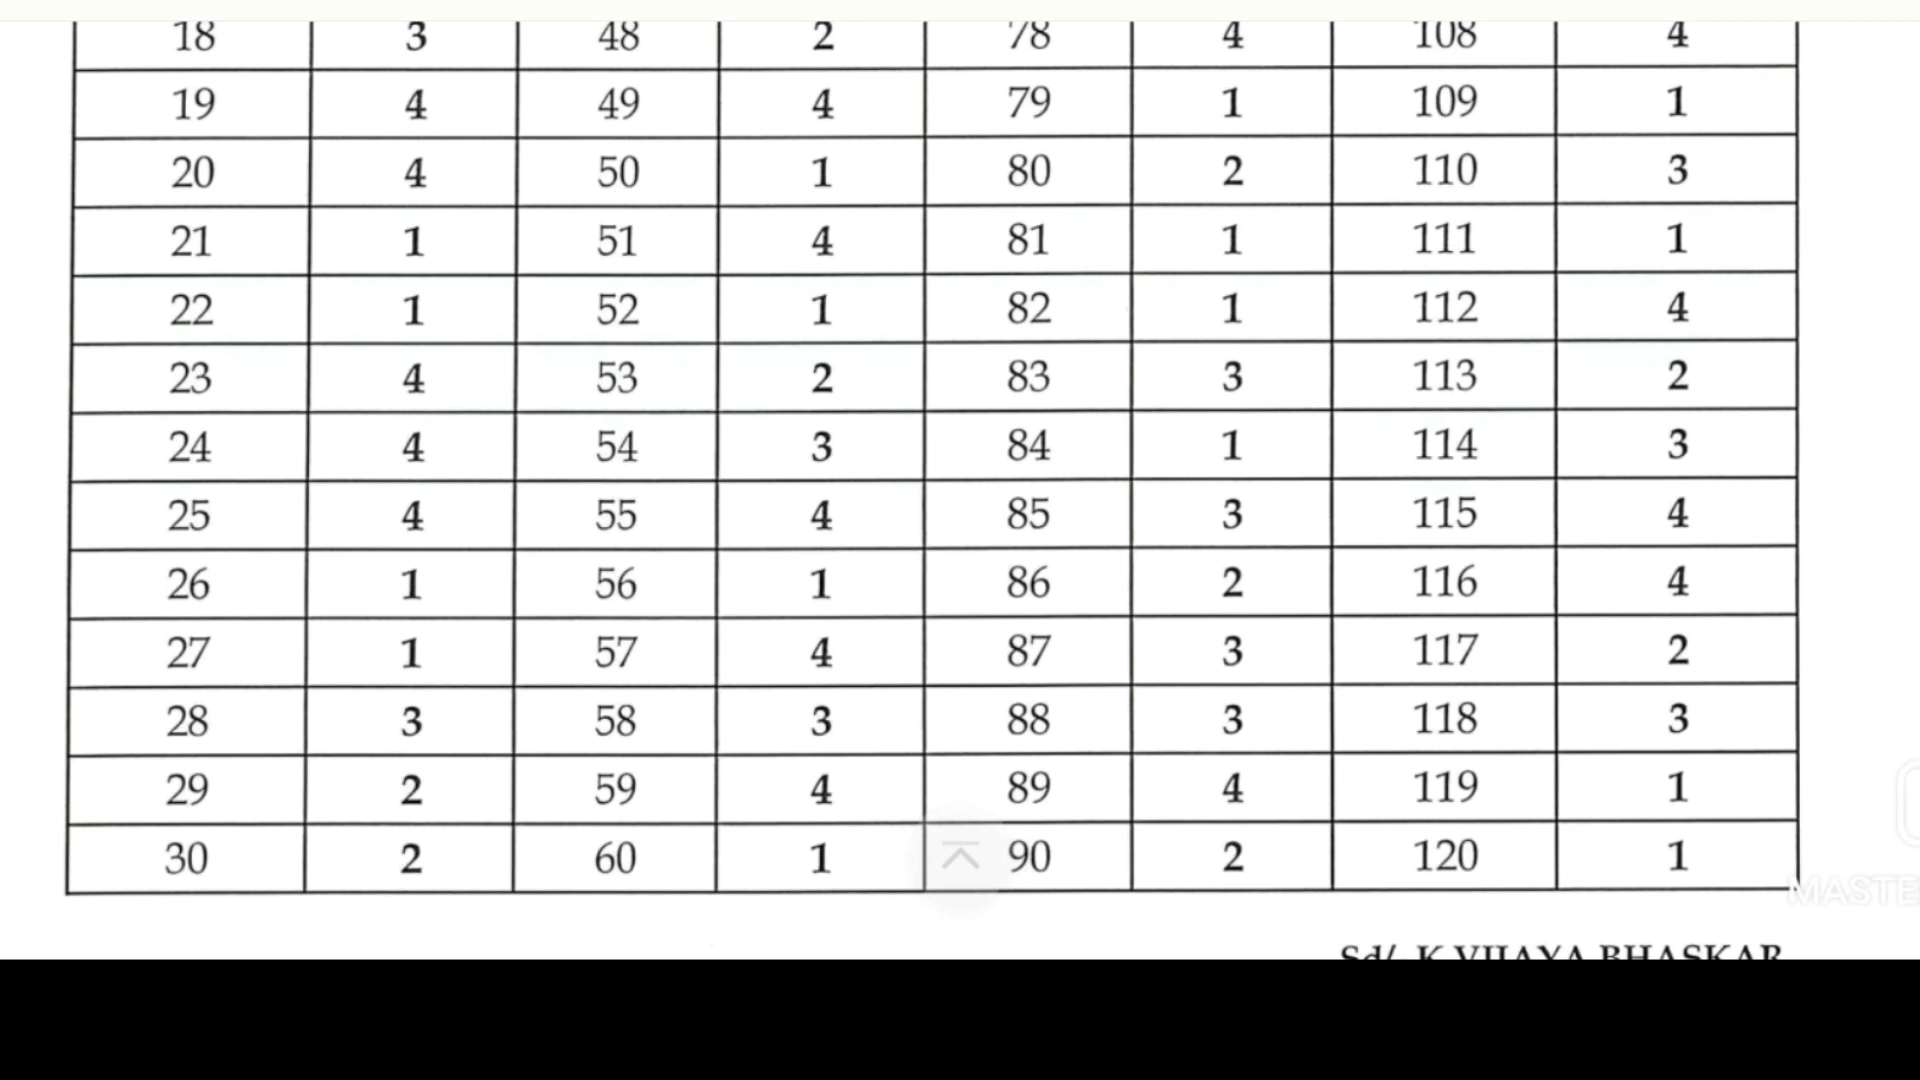 18 3 48 2 78 4 108 4
19 4 49 4 79 1 109 1
20 4 50 1 80 2 110 3
21 1 51 4 81 1 111 1
22 1 52 1 82 1 112 4
23 4 53 2 83 3 113 2
24 4 54 3 84 1 114 3
25 4 55 4 85 3 115 4
26 1 56 1 86 2 116 4
27 1 57 4 87 3 117 2
28 3 58 3 88 3 118 3
29 2 59 4 89 4 119 1
30 2 60 1 90 2 120 1
Sd/. K VIJAYA BHASKAR